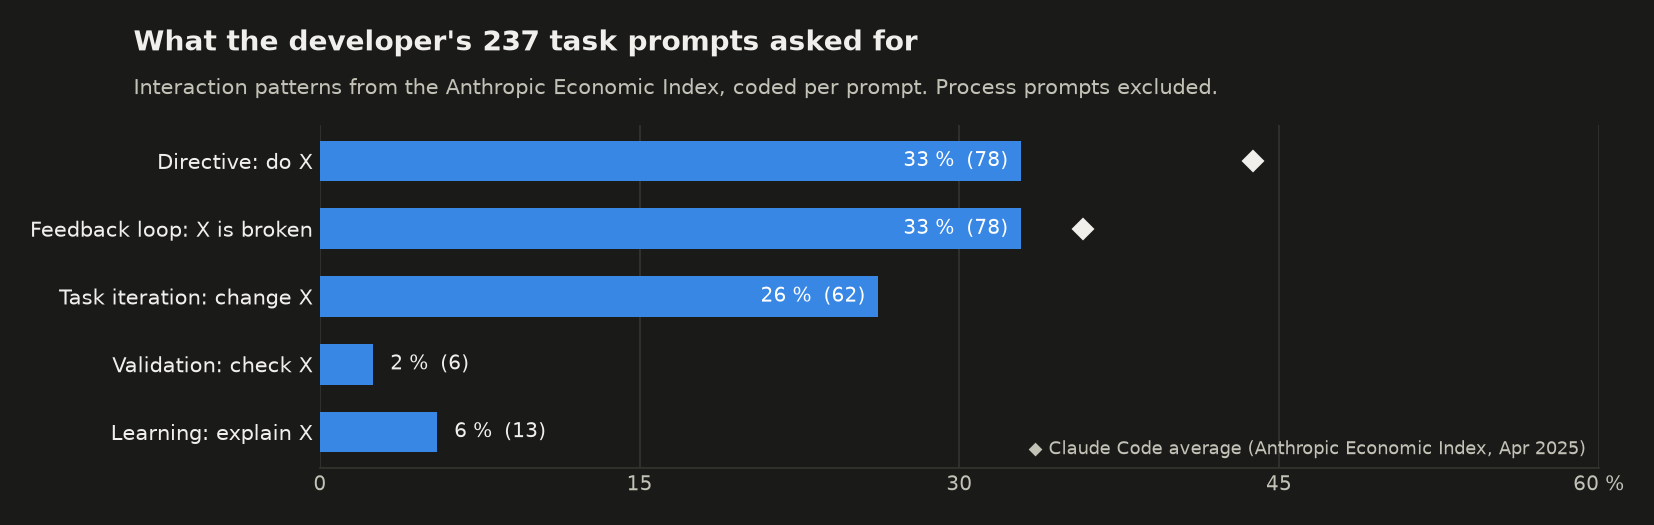 What the developer's 237 task prompts asked for
Interaction patterns from the Anthropic Economic Index, coded per prompt. Process prompts excluded.
Directive: do X
33 % (78)
Feedback loop: X is broken
33 % (78)
Task iteration: change X
26 % (62)
Validation: check X
2 % (6)
Learning: explain X
6 % (13)
◆ Claude Code average (Anthropic Economic Index, Apr 2025)
0 15 30 45 60 %